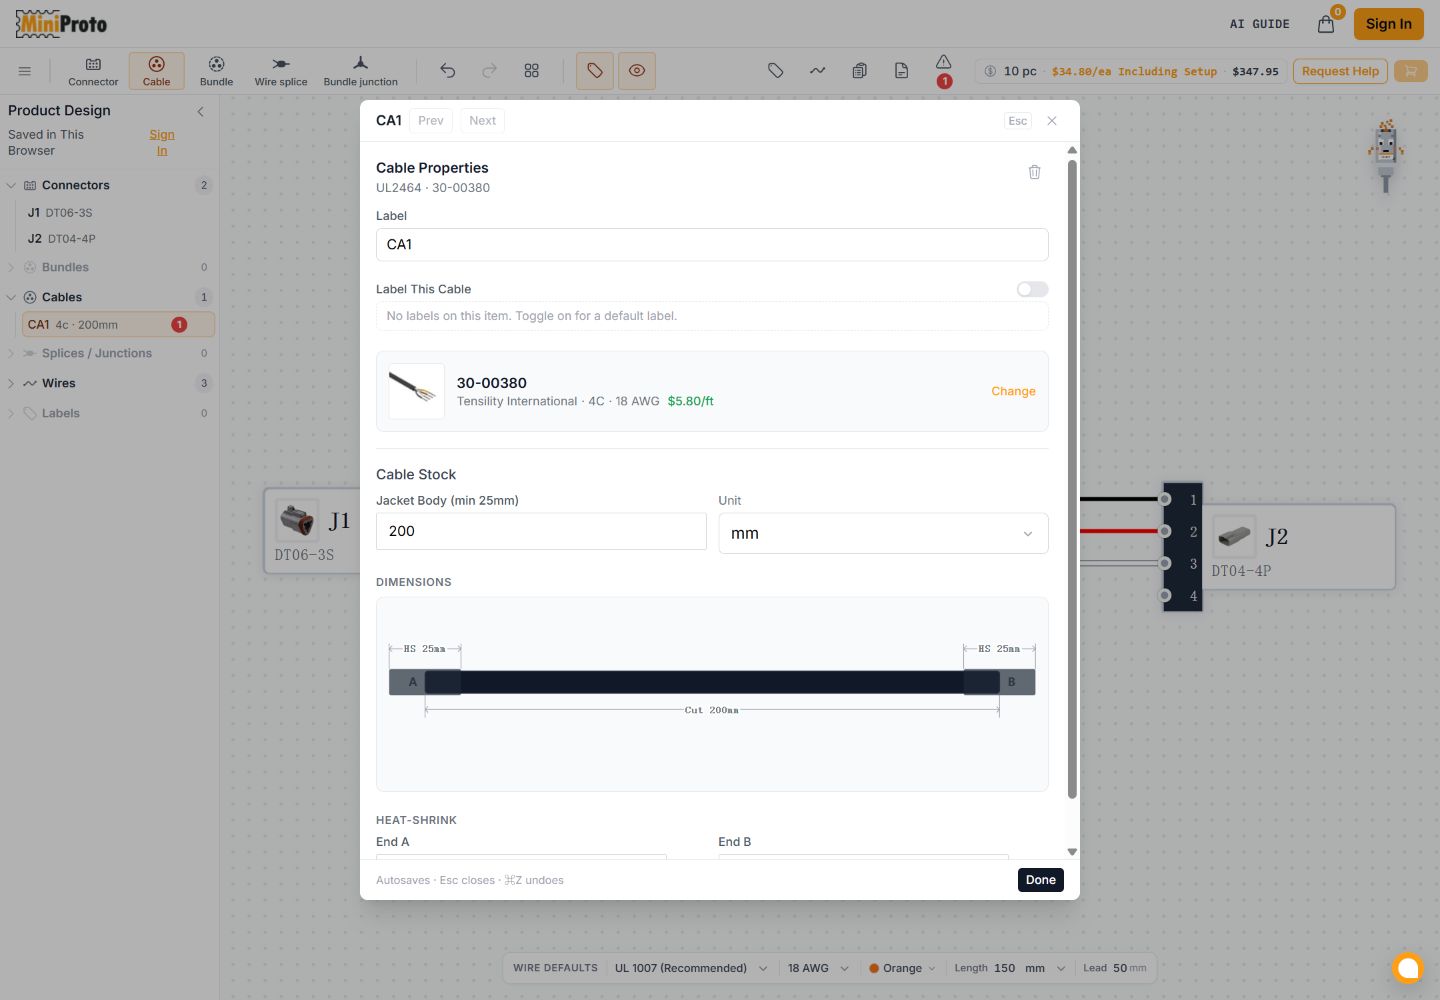 MiniProto
AI GUIDE
0
Sign In
Connector
Cable
Bundle
Wire splice
Bundle junction
1
10 pc · $34.80/ea Including Setup · $347.95
Request Help
Product Design
Saved in This Browser
Sign In
Connectors 2
J1 DT06-3S
J2 DT04-4P
Bundles 0
Cables 1
CA1 4c · 200mm 1
Splices / Junctions 0
Wires 3
Labels 0
CA1 Prev Next Esc
Cable Properties
UL2464 · 30-00380
Label
CA1
Label This Cable
No labels on this item. Toggle on for a default label.
30-00380
Tensility International · 4C · 18 AWG $5.80/ft
Change
Cable Stock
Jacket Body (min 25mm)
200
Unit
mm
DIMENSIONS
HS 25mm
HS 25mm
A
B
Cut 200mm
HEAT-SHRINK
End A
End B
Autosaves · Esc closes · ⌘Z undoes
Done
J1
DT06-3S
1
2
3
4
J2
DT04-4P
WIRE DEFAULTS UL 1007 (Recommended) 18 AWG Orange Length 150 mm Lead 50 mm